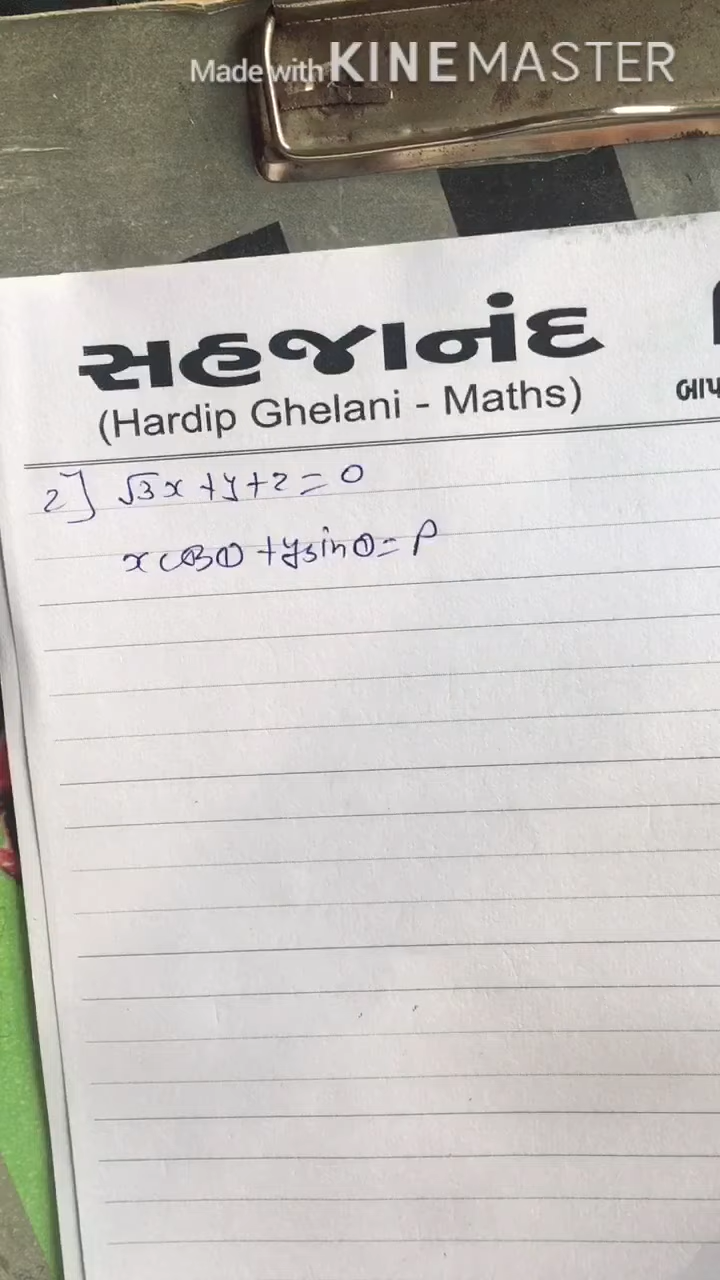 Made with KINEMASTER
સહજાનંદ
(Hardip Ghelani - Maths)
બાપ
2] √3x + y + 2 = 0
x cosθ + y sinθ = p